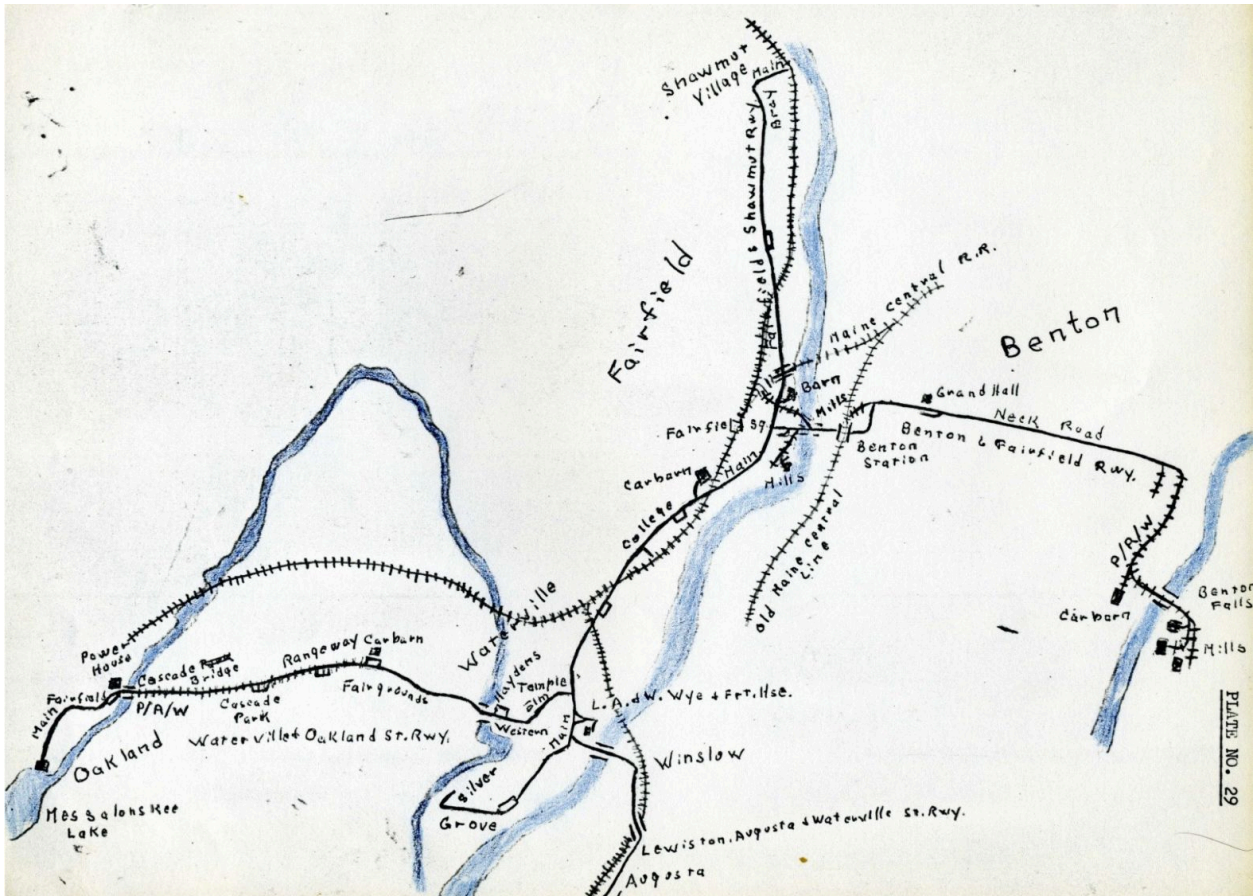 Shawmut
Village
Main
Bray
Fairfield & Shawmut Rwy
Fairfield
Maine Central R.R.
Benton
Barn
Mills
Grand Hall
Neck Road
Fairfie
Sq
Benton
Station
Benton & Fairfield Rwy.
Carbarn
Main
Mills
College
P/R/W
Old Maine Central
Line
Carbarn
Benton
Falls
Mills
Waterville
Power
House
Cascade Park
Bridge
Rangeway
Carbarn
Haydens
Temple
Elm
Fairfield
Main
P/R/W
Cascade
Park
Fairgrounds
Western
L. A. & W. Wye & Frt. Hse.
Oakland
Waterville & Oakland St. Rwy.
Main
Winslow
Messalonskee
Lake
Silver
Grove
Lewiston, Augusta & Waterville St. Rwy.
Augusta
PLATE NO. 29